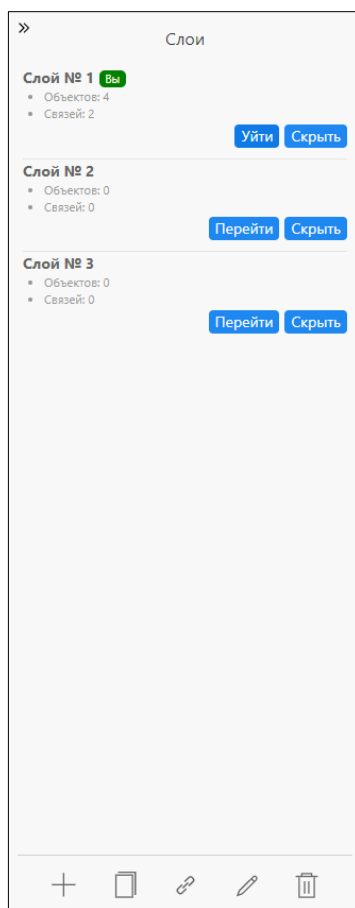 Слои
Слой № 1 Вы
Объектов: 4
Связей: 2
Уйти Скрыть
Слой № 2
Объектов: 0
Связей: 0
Перейти Скрыть
Слой № 3
Объектов: 0
Связей: 0
Перейти Скрыть